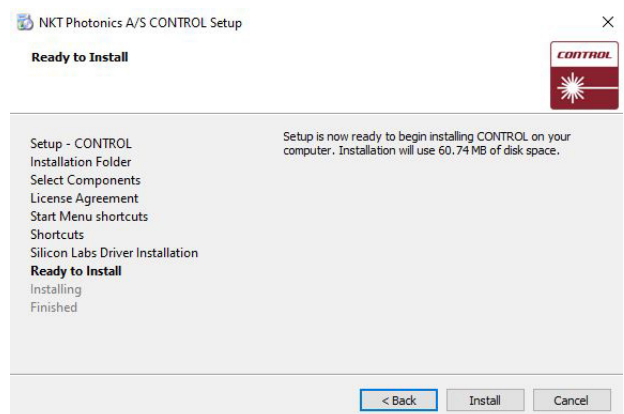 NKT Photonics A/S CONTROL Setup
Ready to Install
CONTROL
Setup - CONTROL
Installation Folder
Select Components
License Agreement
Start Menu shortcuts
Shortcuts
Silicon Labs Driver Installation
Ready to Install
Installing
Finished
Setup is now ready to begin installing CONTROL on your
computer. Installation will use 60.74 MB of disk space.
< Back
Install
Cancel